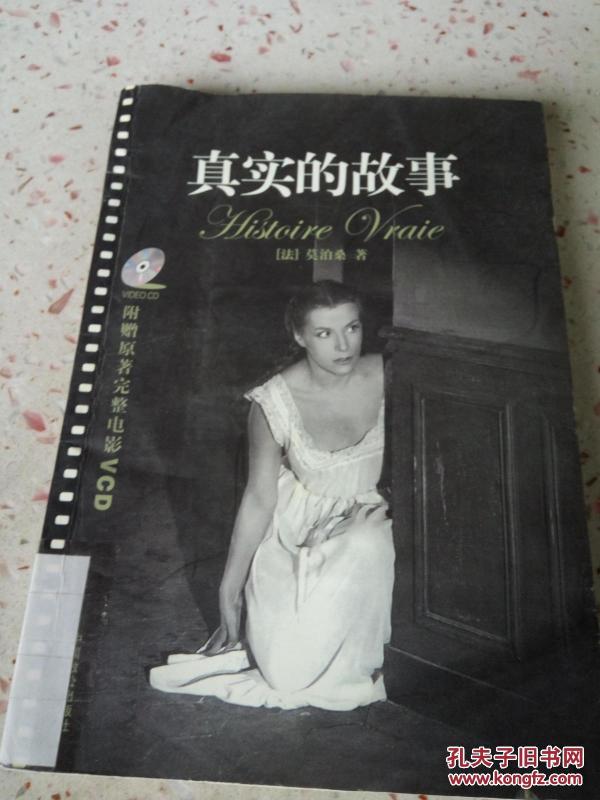 真实的故事
Histoire Vraie
[法] 莫泊桑 著
VIDEO CD
附赠原著完整电影VCD
孔夫子旧书网
www.kongfz.com